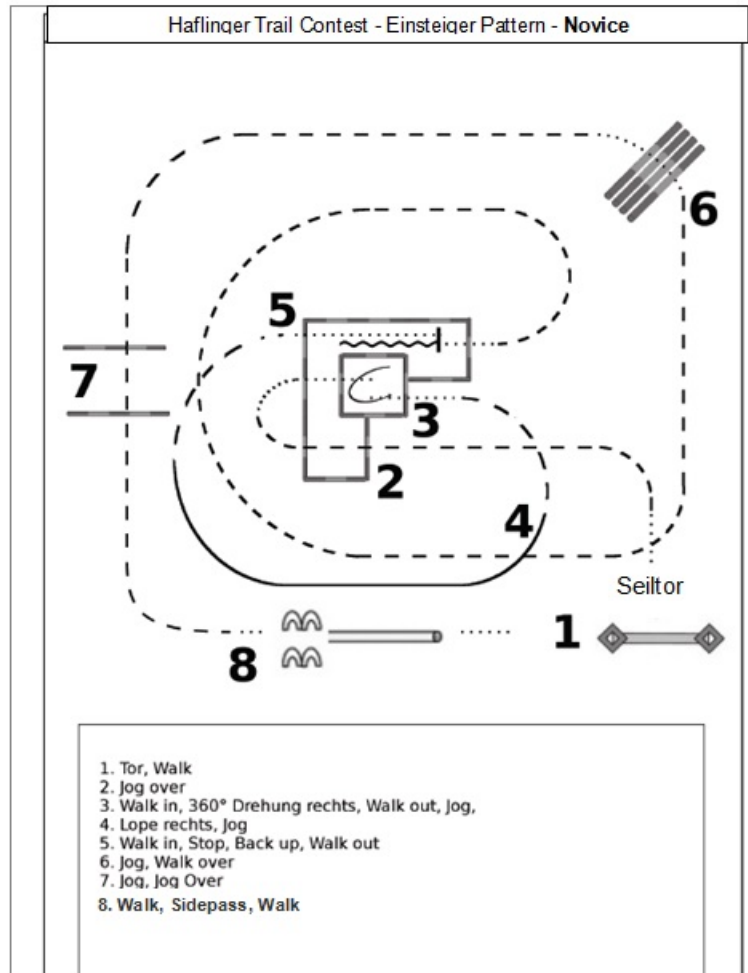 Haflinger Trail Contest - Einsteiger Pattern - Novice
6
5
7
3
2
4
Seiltor
1
8
1. Tor, Walk
2. Jog over
3. Walk in, 360° Drehung rechts, Walk out, Jog,
4. Lope rechts, Jog
5. Walk in, Stop, Back up, Walk out
6. Jog, Walk over
7. Jog, Jog Over
8. Walk, Sidepass, Walk